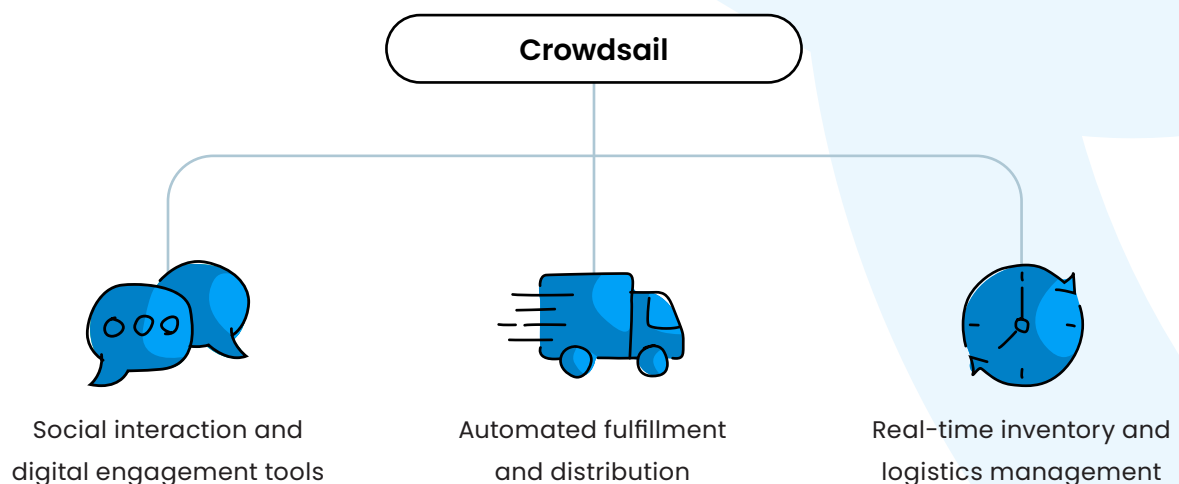 Crowdsail
Social interaction and
digital engagement tools
Automated fulfillment
and distribution
Real-time inventory and
logistics management